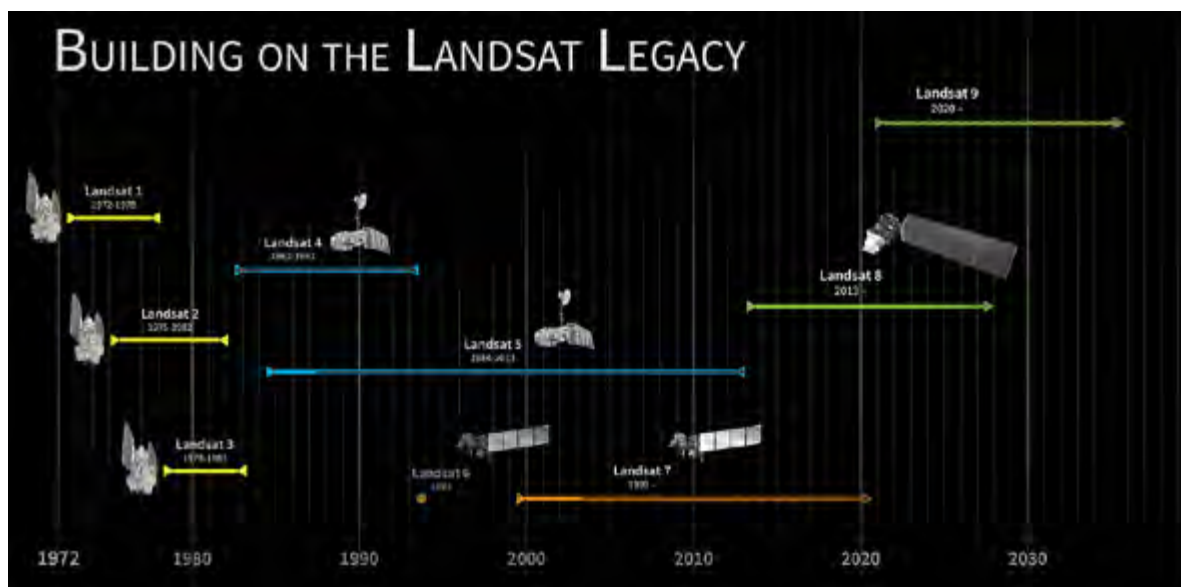 BUILDING ON THE LANDSAT LEGACY
Landsat 9
2020 -
Landsat 1
1972-1978
Landsat 4
1982-1993
Landsat 8
2013 -
Landsat 2
1975-1982
Landsat 5
1984-2013
Landsat 3
1978-1983
Landsat 6
1993
Landsat 7
1999 -
1972
1980
1990
2000
2010
2020
2030